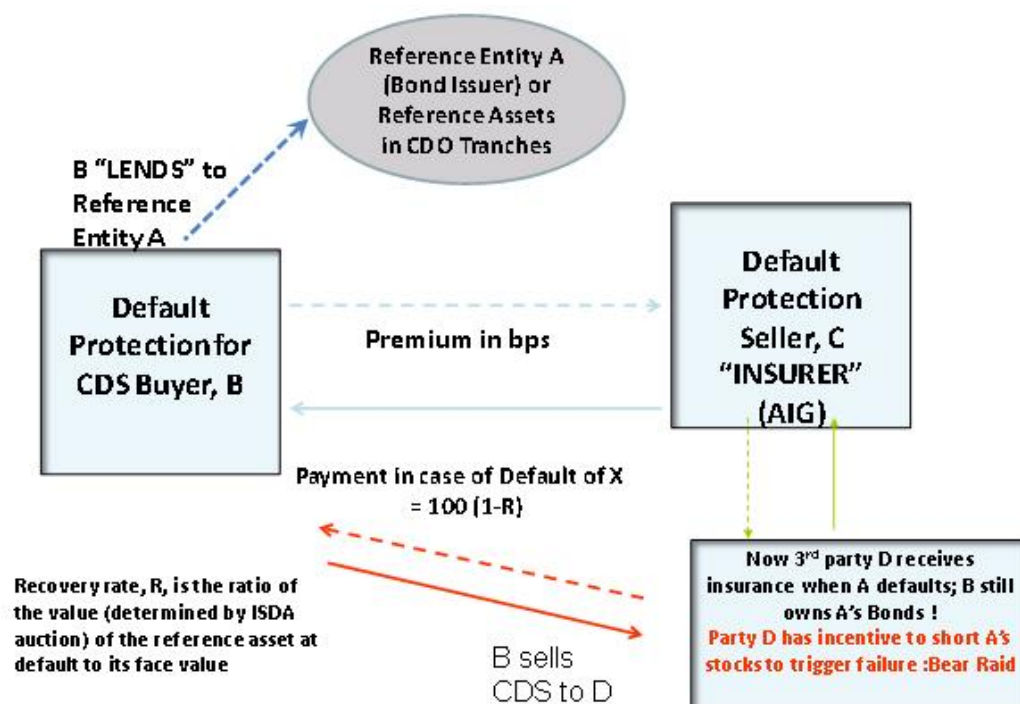 Reference Entity A
(Bond Issuer) or
Reference Assets
in CDO Tranches
B “LENDS” to
Reference
Entity A
Default
Protection for
CDS Buyer, B
Premium in bps
Default
Protection
Seller, C
“INSURER”
(AIG)
Payment in case of Default of X
= 100 (1-R)
Recovery rate, R, is the ratio of
the value (determined by ISDA
auction) of the reference asset at
default to its face value
B sells
CDS to D
Now 3rd party D receives
insurance when A defaults; B still
owns A’s Bonds !
Party D has incentive to short A’s
stocks to trigger failure :Bear Raid